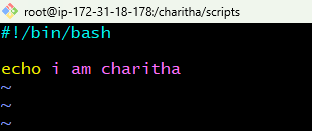 root@ip-172-31-18-178:/charitha/scripts
#!/bin/bash
echo i am charitha
~
~
~